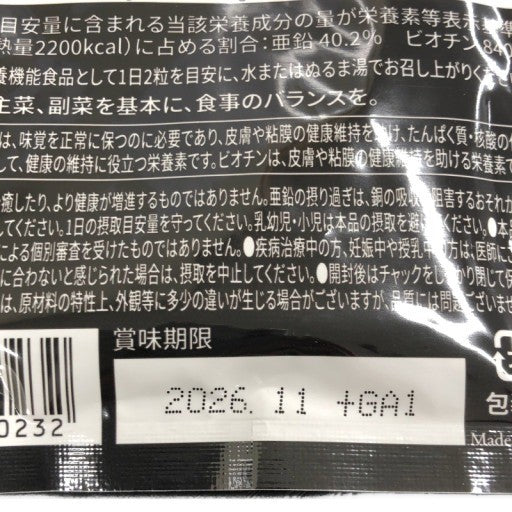 目安量に含まれる当該栄養成分の量が栄養素等表示基準
熱量2200kcal)に占める割合:亜鉛 40.2% ビオチン 840
養機能食品として1日2粒を目安に、水またはぬるま湯でお召し上がりくださ
主菜、副菜を基本に、食事のバランスを。
は、味覚を正常に保つのに必要であり、皮膚や粘膜の健康維持を助け、たんぱく質・核酸の代
して、健康の維持に役立つ栄養素です。ビオチンは、皮膚や粘膜の健康維持を助ける栄養素で
治癒したり、より健康が増進するものではありません。亜鉛の摂り過ぎは、銅の吸収を阻害するおそれか
してください。1日の摂取目安量を守ってください。乳幼児・小児は本品の摂取を避けてください。●本品
による個別審査を受けたものではありません。●疾病治療中の方、妊娠中や授乳中の方は、医師にご
に合わないと感じられた場合は、摂取を中止してください。●開封後はチャックをしっかり閉じて保
は、原材料の特性上、外観等に多少の違いが生じる場合がございますが、品質には問題ございませ
賞味期限
2026.11 +GA1
0232
包
Made